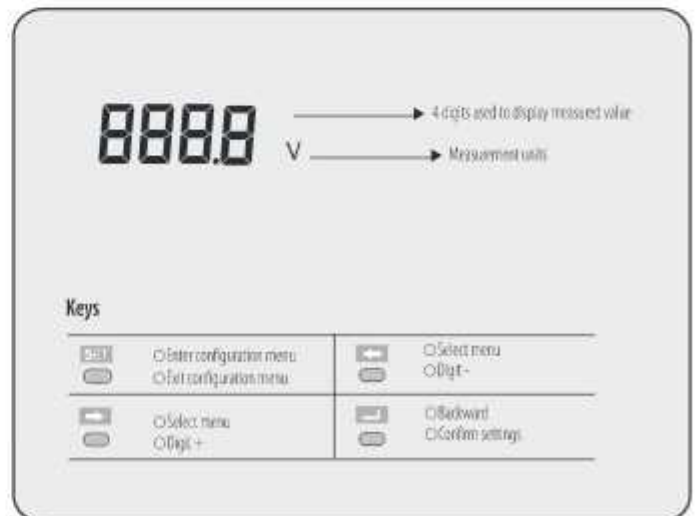 888.8
4 digits used to display measured value
V
Measurement units
Keys
SET
○ Enter configuration menu
○ Exit configuration menu
○ Select menu
○ Digit -
○ Select menu
○ Digit +
○ Backward
○ Confirm settings